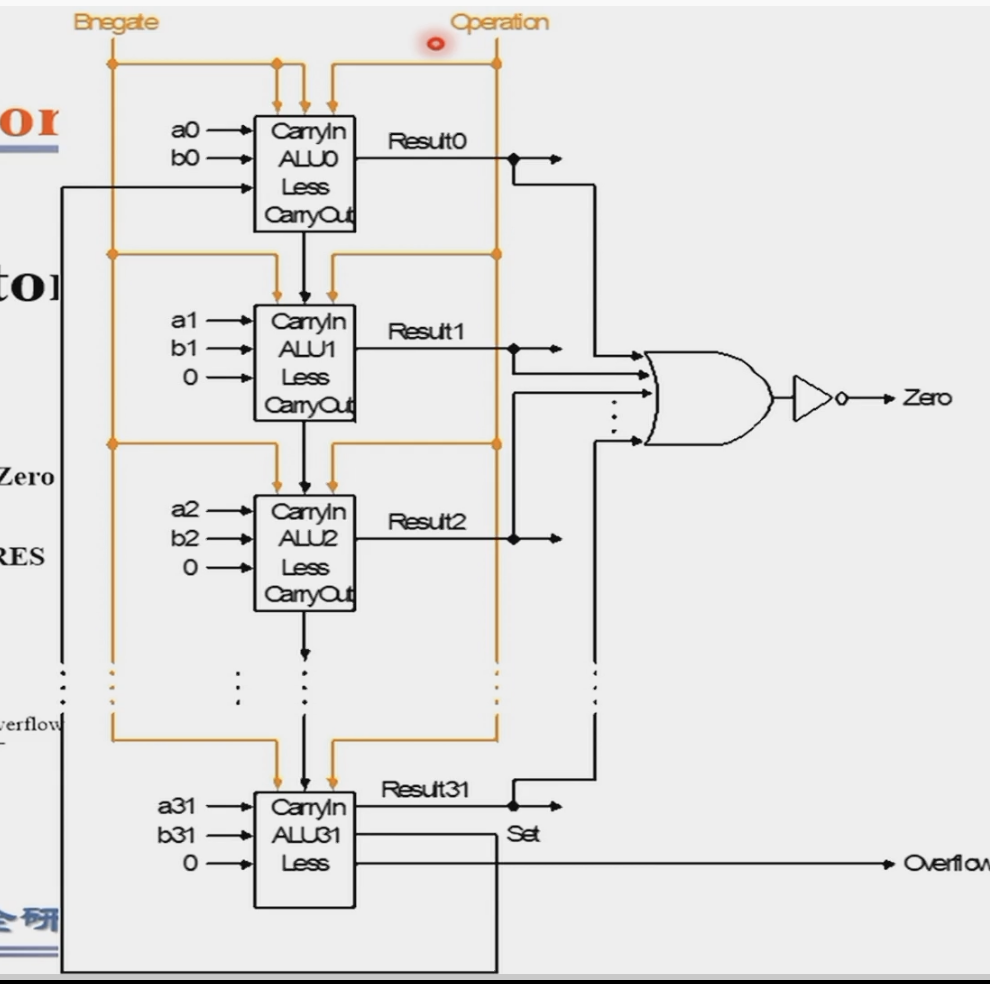 Bnegate
Operation
or
a0
CarryIn
Result0
b0
ALU0
Less
CarryOut
tor
a1
CarryIn
Result1
b1
ALU1
0
Less
CarryOut
Zero
Zero
a2
CarryIn
Result2
b2
ALU2
RES
0
Less
CarryOut
verflow
a31
CarryIn
Result31
b31
ALU31
Set
0
Less
Overflow
全研